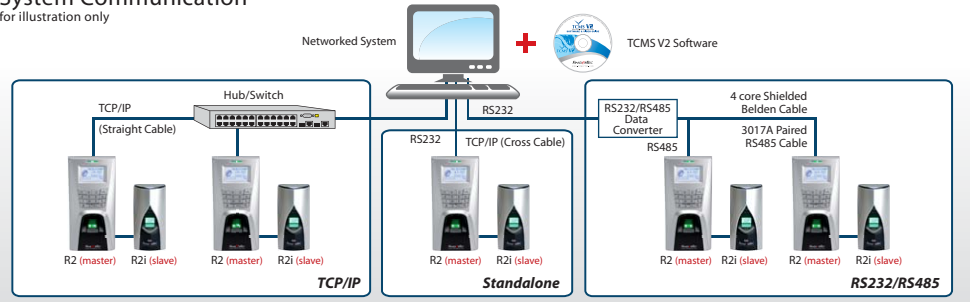 System Communication
for illustration only
Networked System
TCMS V2 Software
TCMS V2
Hub/Switch
TCP/IP
(Straight Cable)
RS232
RS232
TCP/IP (Cross Cable)
RS232/RS485
Data
Converter
RS485
4 core Shielded
Belden Cable
3017A Paired
RS485 Cable
R2 (master)
R2i (slave)
R2 (master)
R2i (slave)
R2 (master)
R2i (slave)
R2 (master)
R2i (slave)
R2 (master)
R2i (slave)
TCP/IP
Standalone
RS232/RS485